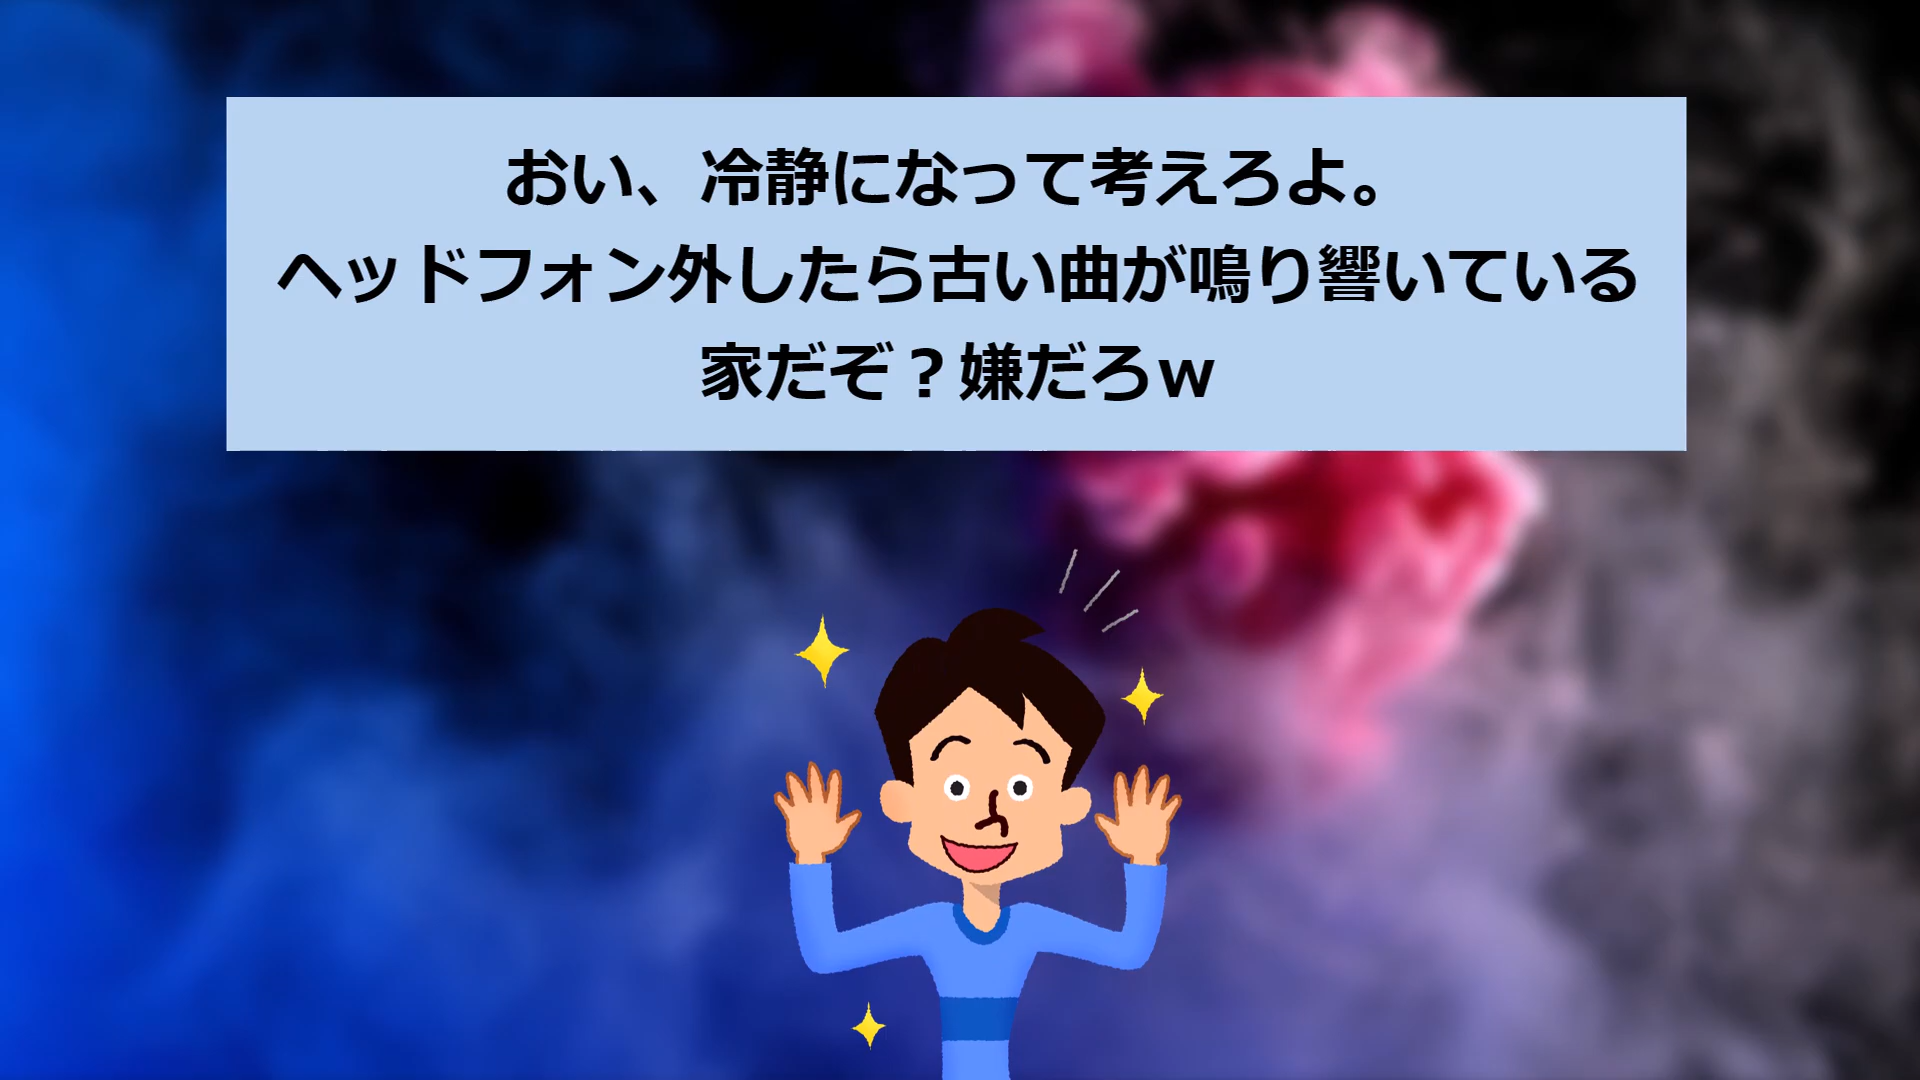 おい、冷静になって考えろよ。
ヘッドフォン外したら古い曲が鳴り響いている
家だぞ？嫌だろｗ